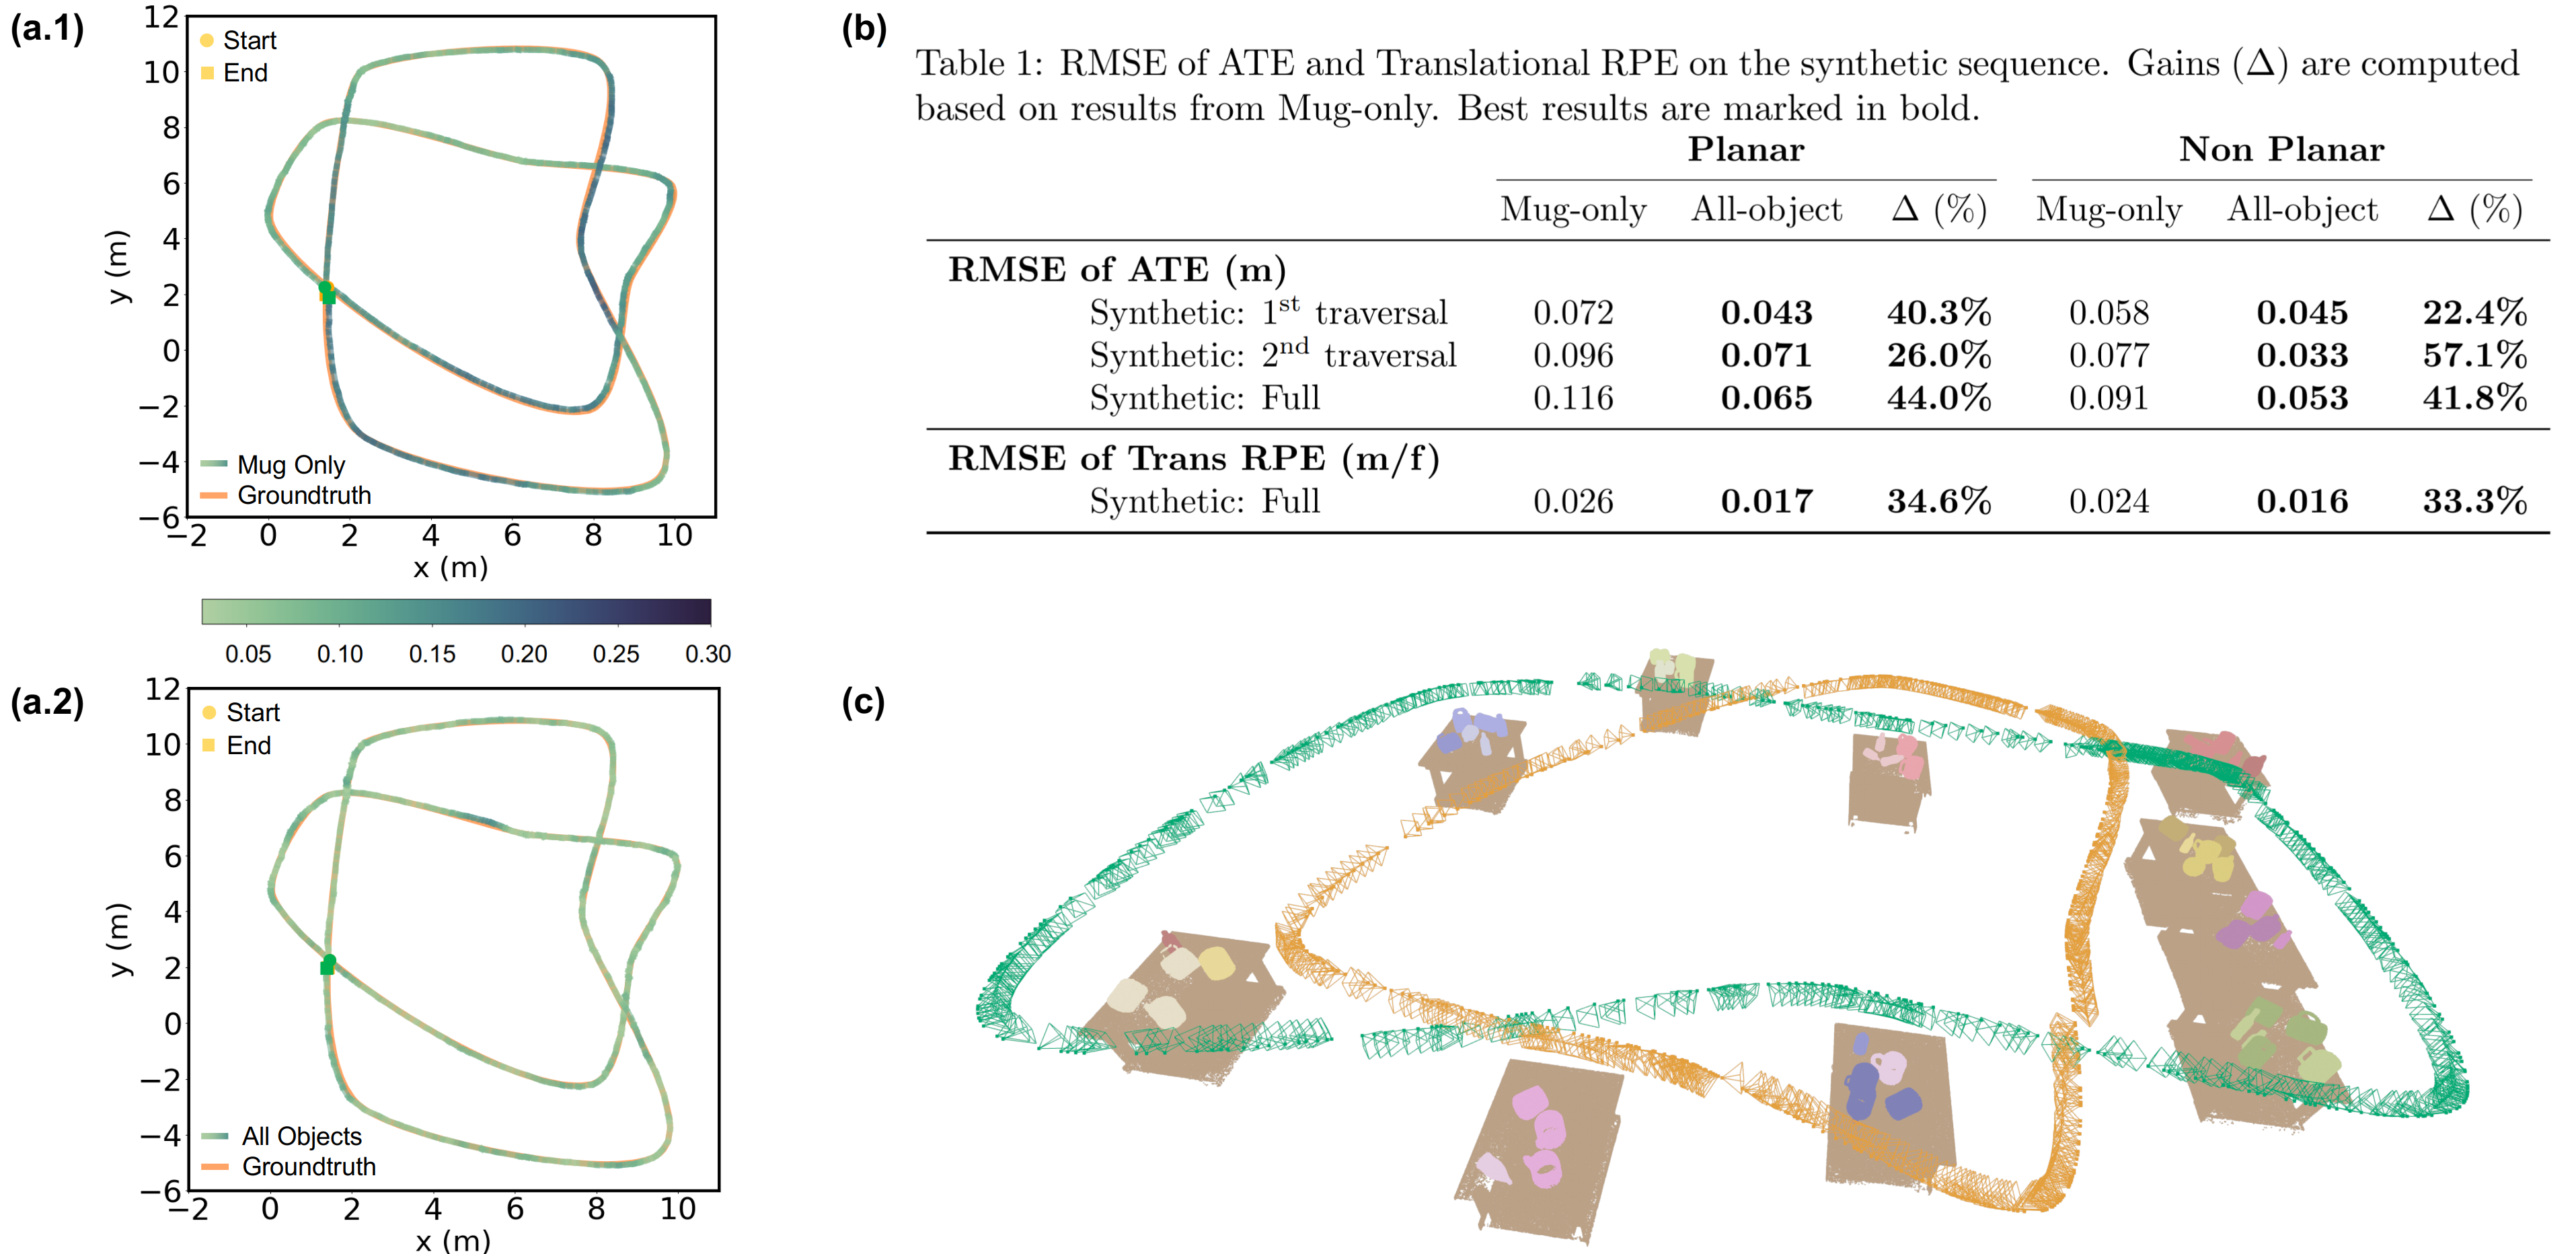 (a.1)
12
10
8
6
4
2
0
−2
−4
−6
y (m)
Start
End
Mug Only
Groundtruth
−2 0 2 4 6 8 10
x (m)
0.05 0.10 0.15 0.20 0.25 0.30
(a.2)
12
10
8
6
4
2
0
−2
−4
−6
y (m)
Start
End
All Objects
Groundtruth
−2 0 2 4 6 8 10
x (m)
(b)
Table 1: RMSE of ATE and Translational RPE on the synthetic sequence. Gains (Δ) are computed
based on results from Mug-only. Best results are marked in bold.
Planar Non Planar
Mug-only All-object Δ (%) Mug-only All-object Δ (%)
RMSE of ATE (m)
Synthetic: 1st traversal 0.072 0.043 40.3% 0.058 0.045 22.4%
Synthetic: 2nd traversal 0.096 0.071 26.0% 0.077 0.033 57.1%
Synthetic: Full 0.116 0.065 44.0% 0.091 0.053 41.8%
RMSE of Trans RPE (m/f)
Synthetic: Full 0.026 0.017 34.6% 0.024 0.016 33.3%
(c)